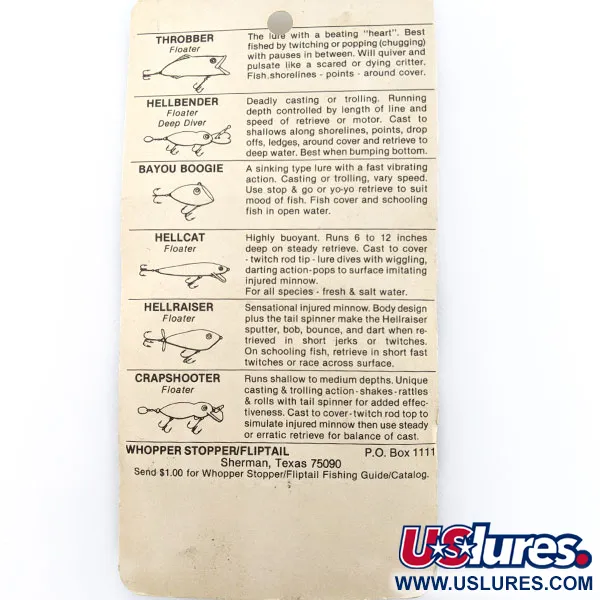 THROBBER
Floater
The lure with a beating "heart". Best
fished by twitching or popping (chugging)
with pauses in between. Will quiver and
pulsate like a scared or dying critter.
Fish shorelines - points - around cover.
HELLBENDER
Floater
Deep Diver
Deadly casting or trolling. Running
depth controlled by length of line and
speed of retrieve or motor. Cast to
shallows along shorelines, points, drop
offs, ledges, around cover and retrieve to
deep water. Best when bumping bottom.
BAYOU BOOGIE
A sinking type lure with a fast vibrating
action. Casting or trolling, vary speed.
Use stop & go or yo-yo retrieve to suit
mood of fish. Fish cover and schooling
fish in open water.
HELLCAT
Floater
Highly buoyant. Runs 6 to 12 inches
deep on steady retrieve. Cast to cover
- twitch rod tip - lure dives with wiggling,
darting action-pops to surface imitating
injured minnow.
For all species - fresh & salt water.
HELLRAISER
Floater
Sensational injured minnow. Body design
plus the tail spinner make the Hellraiser
sputter, bob, bounce, and dart when re-
trieved in short jerks or twitches.
On schooling fish, retrieve in short fast
twitches or race across surface.
CRAPSHOOTER
Floater
Runs shallow to medium depths. Unique
casting & trolling action - shakes - rattles
& rolls with tail spinner for added effec-
tiveness. Cast to cover - twitch rod top to
simulate injured minnow then use steady
or erratic retrieve for balance of cast.
WHOPPER STOPPER/FLIPTAIL P.O. Box 1111
Sherman, Texas 75090
Send $1.00 for Whopper Stopper/Fliptail Fishing Guide/Catalog.
USlures.
WWW.USLURES.COM